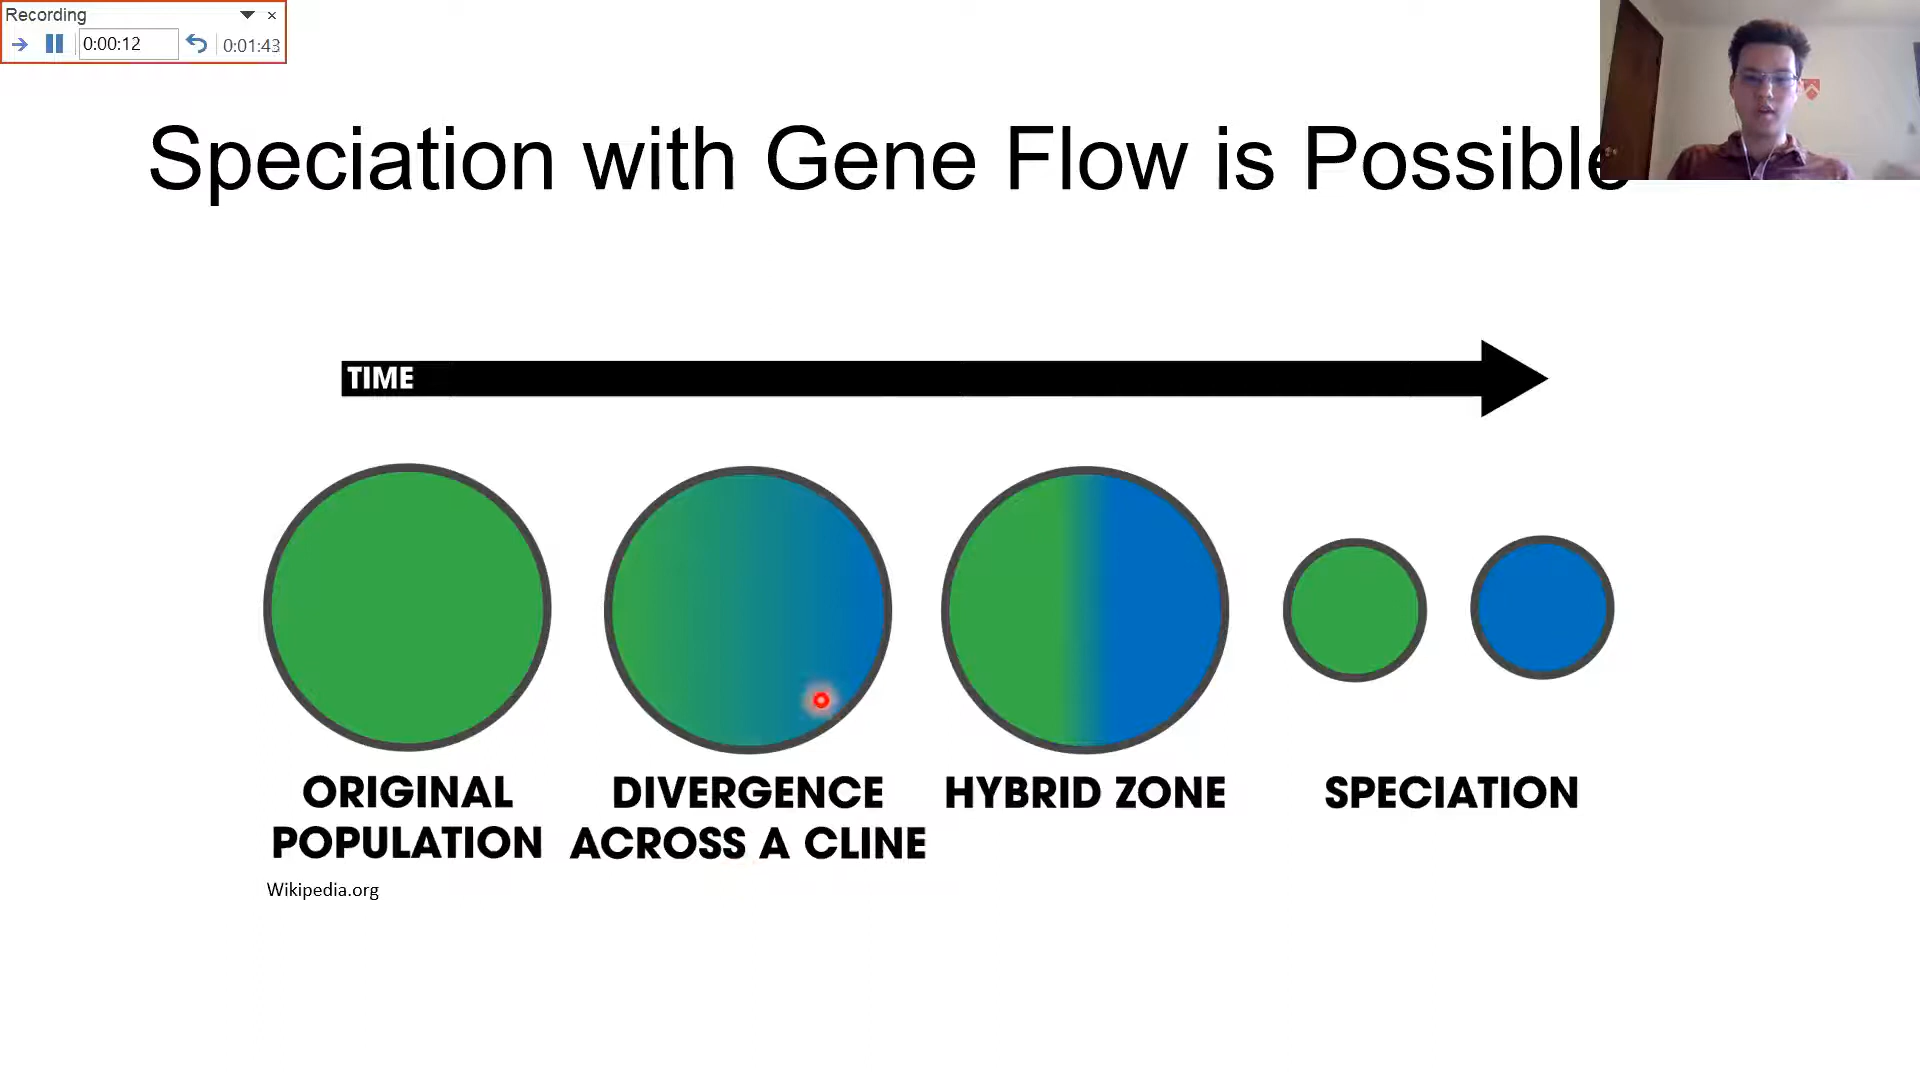 Recording
0:00:12
0:01:43
Speciation with Gene Flow is Possible
TIME
ORIGINAL
POPULATION
DIVERGENCE
ACROSS A CLINE
HYBRID ZONE
SPECIATION
Wikipedia.org